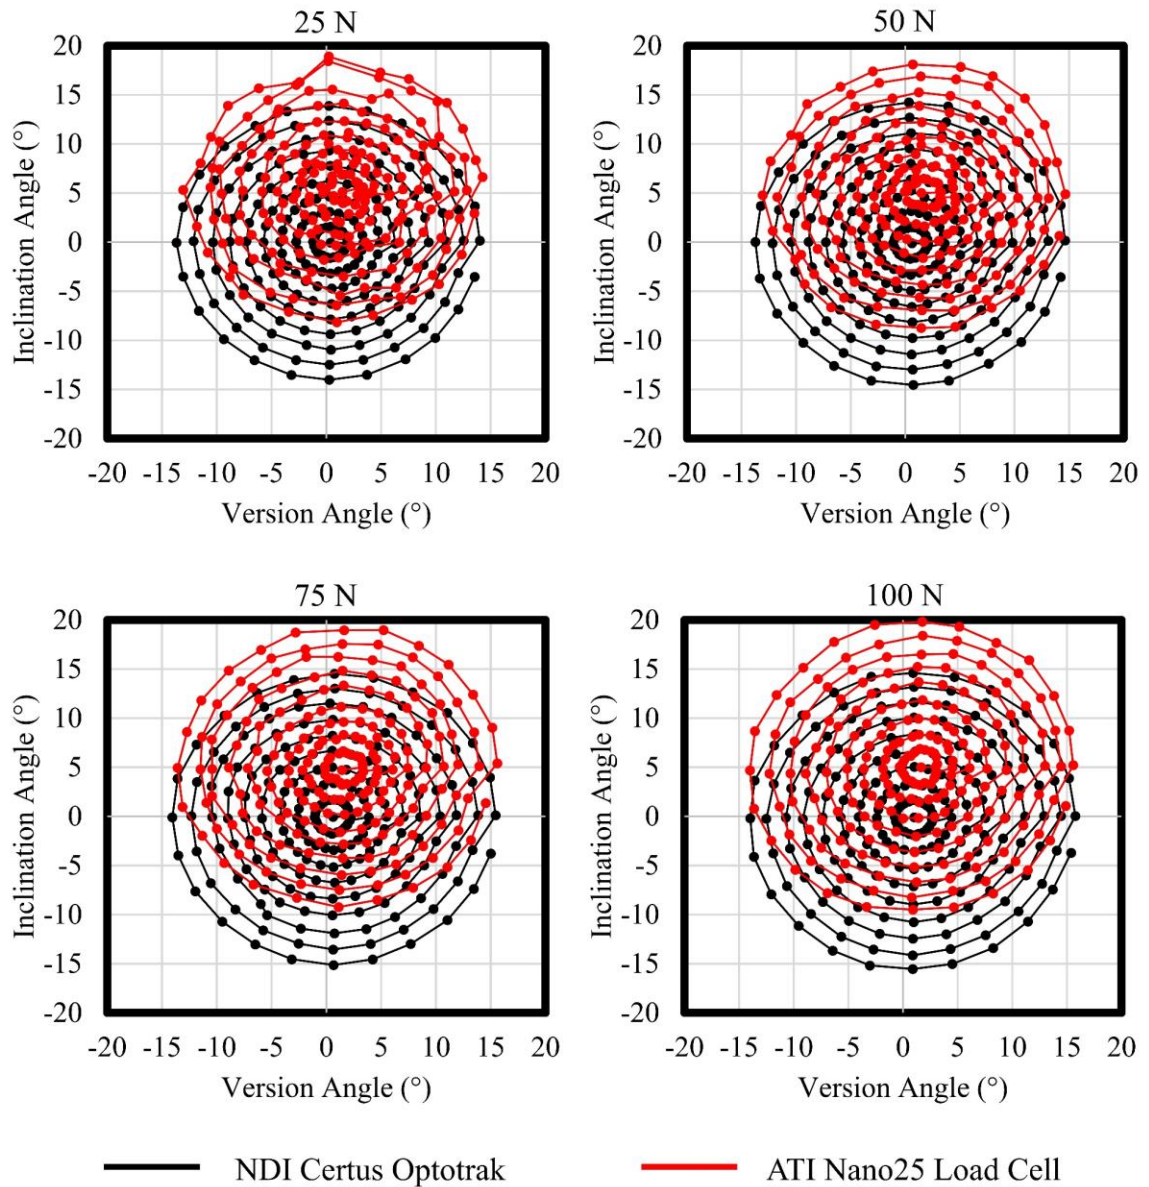 25 N
20
15
10
5
0
-5
-10
-15
-20
Inclination Angle (°)
-20 -15 -10 -5 0 5 10 15 20
Version Angle (°)
50 N
20
15
10
5
0
-5
-10
-15
-20
Inclination Angle (°)
-20 -15 -10 -5 0 5 10 15 20
Version Angle (°)
75 N
20
15
10
5
0
-5
-10
-15
-20
Inclination Angle (°)
-20 -15 -10 -5 0 5 10 15 20
Version Angle (°)
100 N
20
15
10
5
0
-5
-10
-15
-20
Inclination Angle (°)
-20 -15 -10 -5 0 5 10 15 20
Version Angle (°)
NDI Certus Optotrak
ATI Nano25 Load Cell